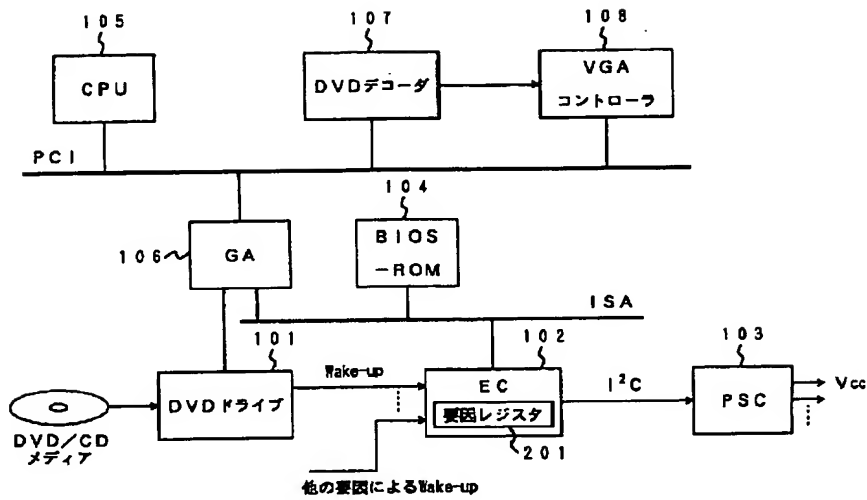 105
107
108
CPU
DVDデコーダ
VGA
コントローラ
PCI
104
106
GA
BIOS
-ROM
ISA
101
102
103
Wake-up
DVDドライブ
EC
要因レジスタ
I²C
PSC
Vcc
DVD/CD
メディア
201
他の要因によるWake-up